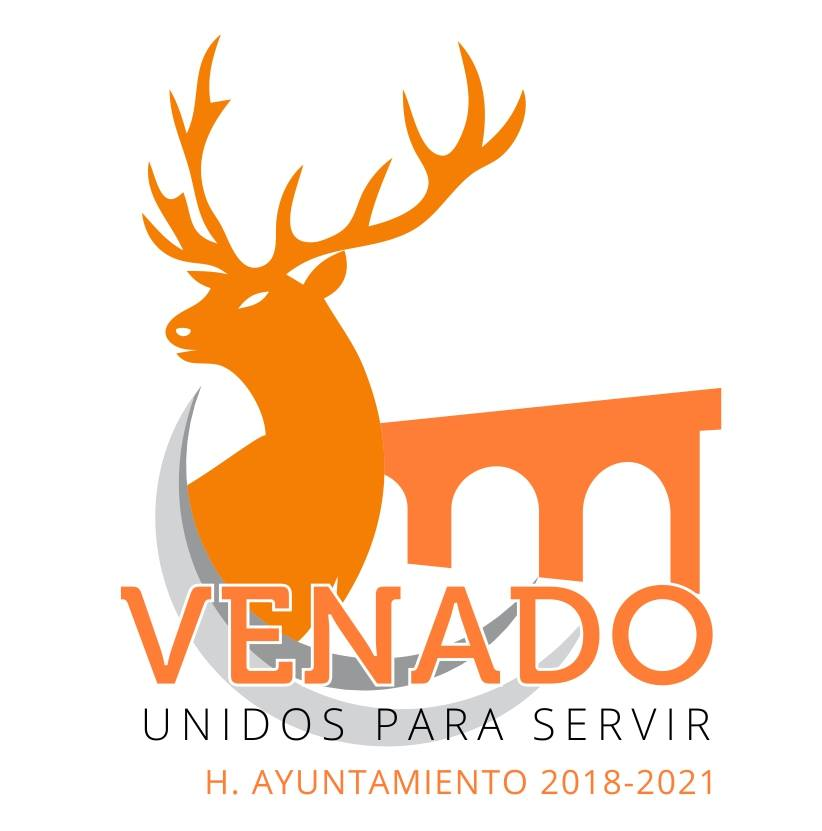 VENADO
UNIDOS PARA SERVIR
H. AYUNTAMIENTO 2018-2021